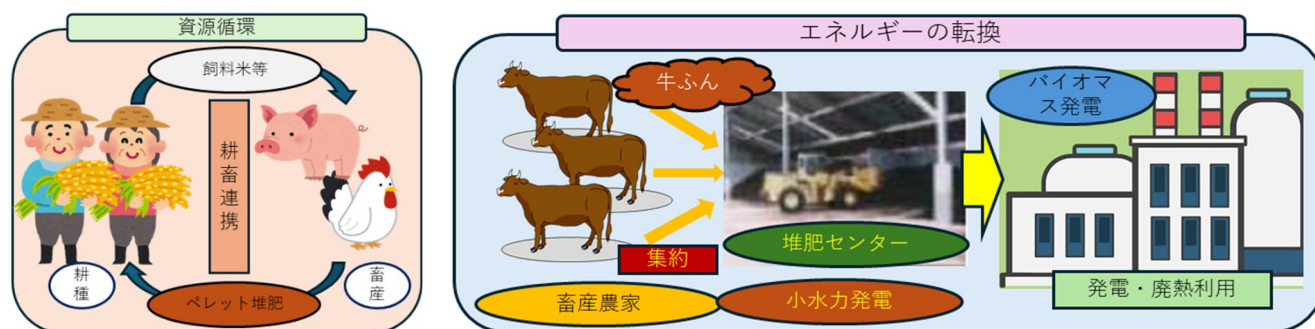 資源循環
飼料米等
耕畜連携
耕種
畜産
ペレット堆肥
エネルギーの転換
牛ふん
集約
堆肥センター
畜産農家
小水力発電
バイオマ
ス発電
発電・廃熱利用